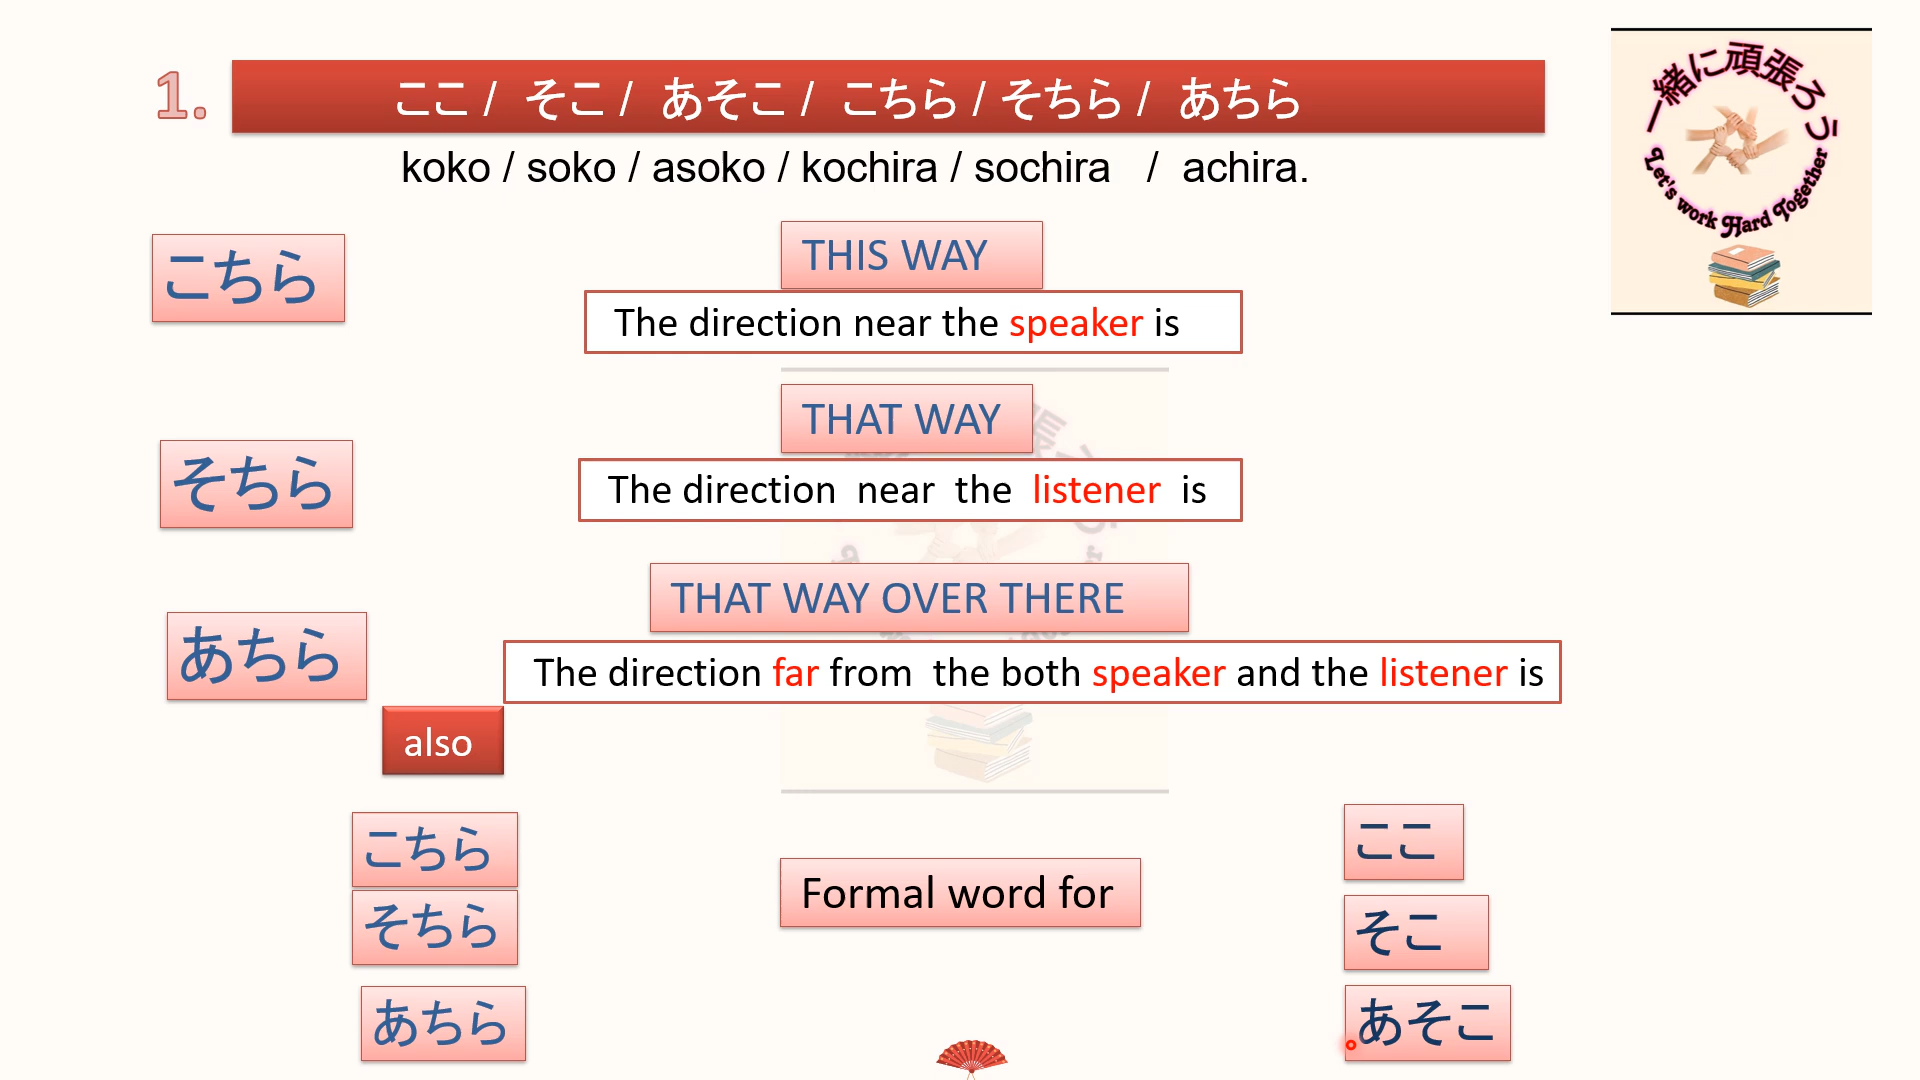 1.
ここ / そこ / あそこ / こちら / そちら / あちら
koko / soko / asoko / kochira / sochira / achira.
一緒に頑張ろう
Let's work Hard Together
こちら
THIS WAY
The direction near the speaker is
そちら
THAT WAY
The direction near the listener is
あちら
THAT WAY OVER THERE
The direction far from the both speaker and the listener is
also
こちら
そちら
あちら
Formal word for
ここ
そこ
あそこ